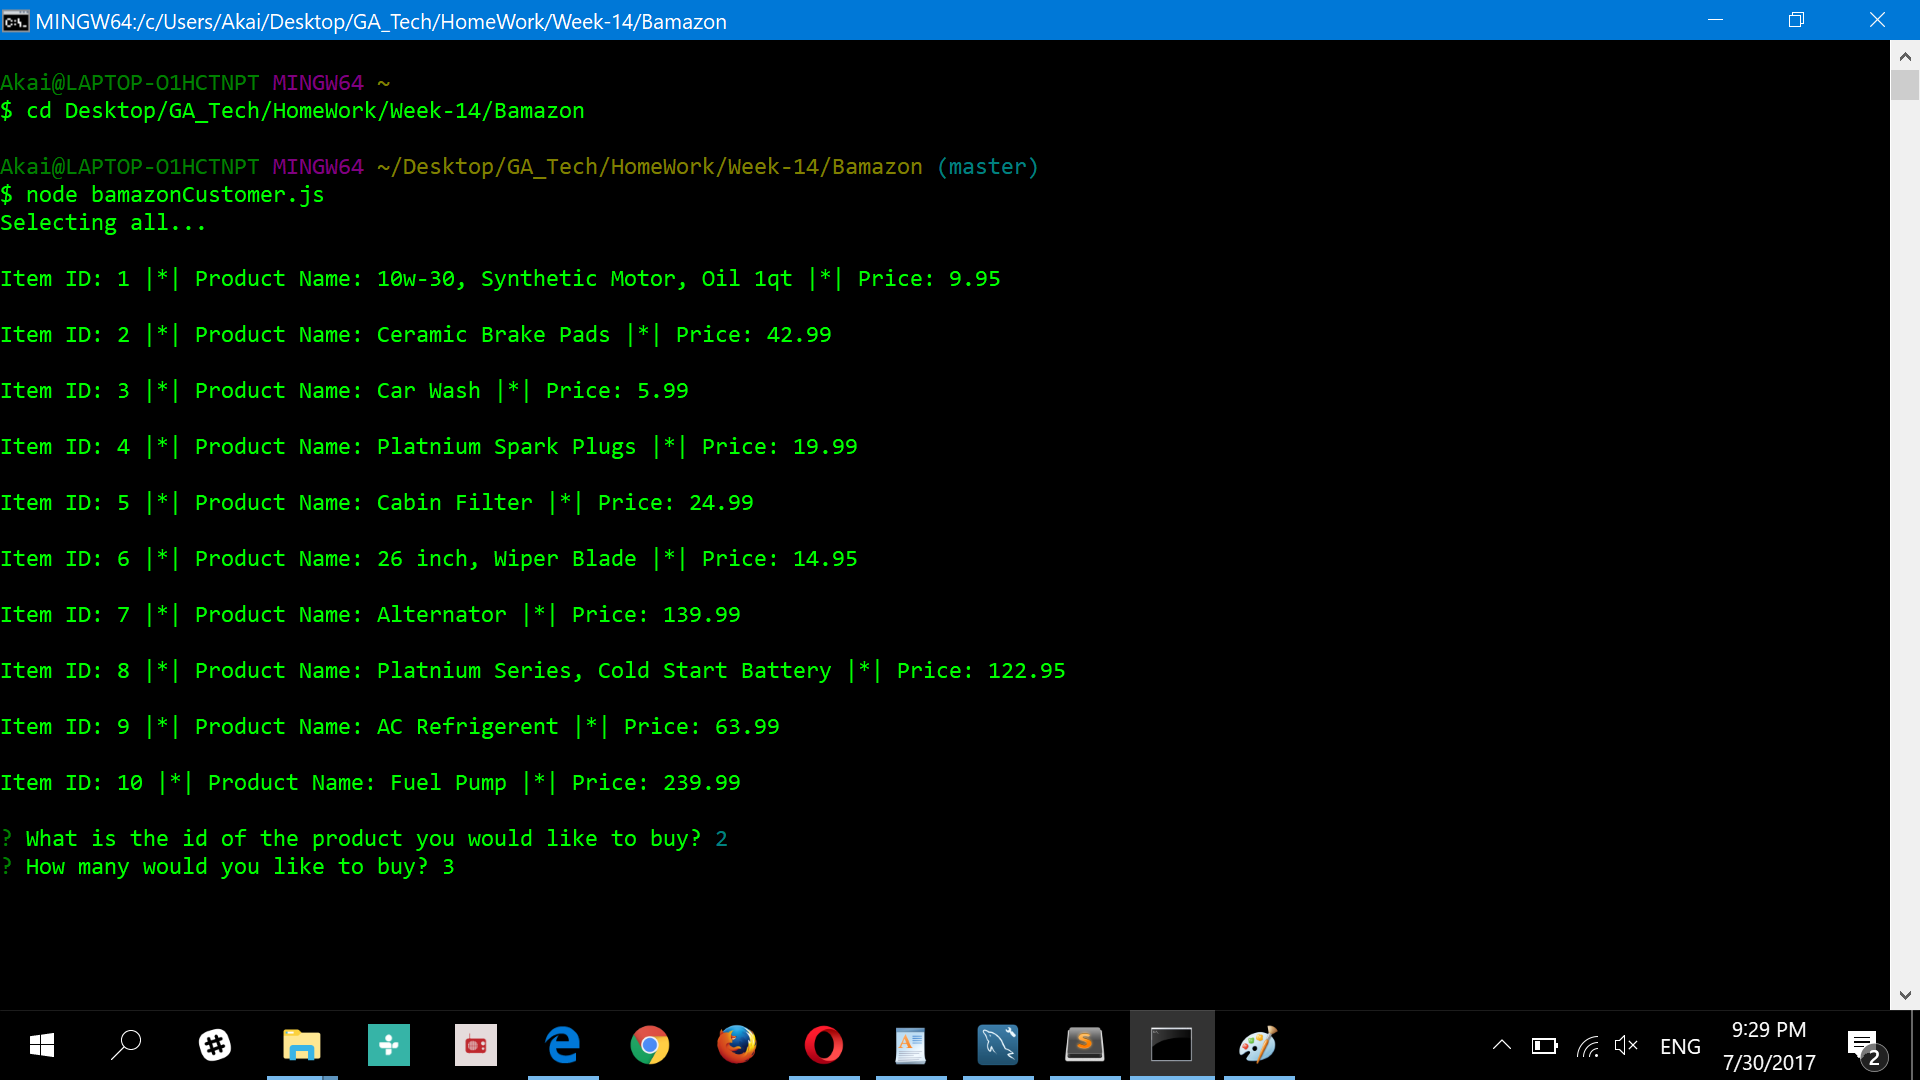 MINGW64:/c/Users/Akai/Desktop/GA_Tech/HomeWork/Week-14/Bamazon
Akai@LAPTOP-O1HCTNPT MINGW64 ~
$ cd Desktop/GA_Tech/HomeWork/Week-14/Bamazon
Akai@LAPTOP-O1HCTNPT MINGW64 ~/Desktop/GA_Tech/HomeWork/Week-14/Bamazon (master)
$ node bamazonCustomer.js
Selecting all...
Item ID: 1 |*| Product Name: 10w-30, Synthetic Motor, Oil 1qt |*| Price: 9.95
Item ID: 2 |*| Product Name: Ceramic Brake Pads |*| Price: 42.99
Item ID: 3 |*| Product Name: Car Wash |*| Price: 5.99
Item ID: 4 |*| Product Name: Platnium Spark Plugs |*| Price: 19.99
Item ID: 5 |*| Product Name: Cabin Filter |*| Price: 24.99
Item ID: 6 |*| Product Name: 26 inch, Wiper Blade |*| Price: 14.95
Item ID: 7 |*| Product Name: Alternator |*| Price: 139.99
Item ID: 8 |*| Product Name: Platnium Series, Cold Start Battery |*| Price: 122.95
Item ID: 9 |*| Product Name: AC Refrigerent |*| Price: 63.99
Item ID: 10 |*| Product Name: Fuel Pump |*| Price: 239.99
? What is the id of the product you would like to buy? 2
? How many would you like to buy? 3
ENG
9:29 PM
7/30/2017
2